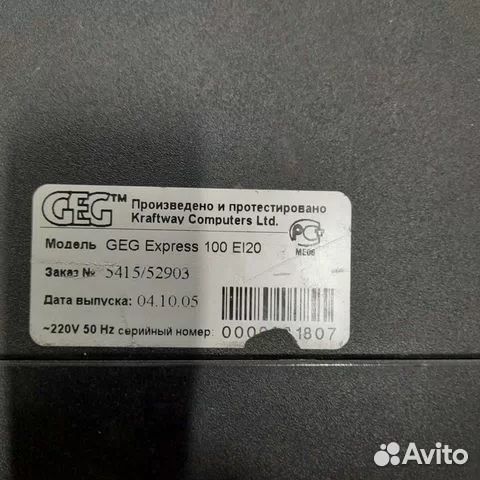 GEG™
Произведено и протестировано
Kraftway Computers Ltd.
Модель GEG Express 100 EI20
МЕ06
Заказ № 5415/52903
Дата выпуска: 04.10.05
~220V 50 Hz серийный номер:
Avito